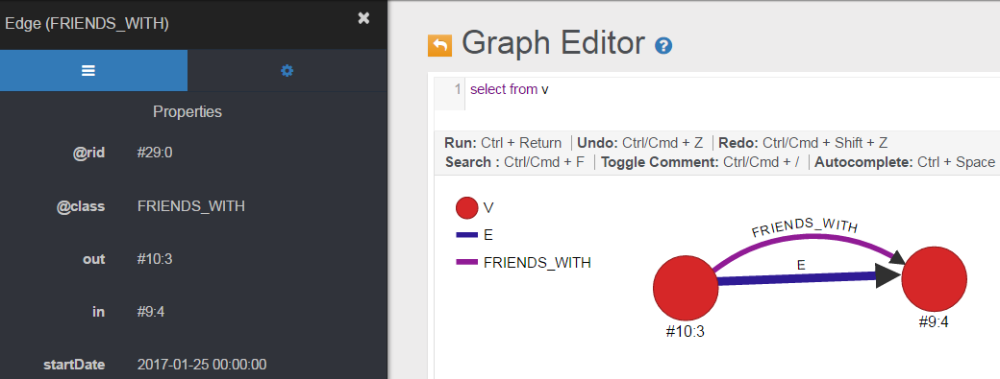 Edge (FRIENDS_WITH)
Properties
@rid #29:0
@class FRIENDS_WITH
out #10:3
in #9:4
startDate 2017-01-25 00:00:00
Graph Editor
1 select from v
Run: Ctrl + Return Undo: Ctrl/Cmd + Z Redo: Ctrl/Cmd + Shift + Z
Search : Ctrl/Cmd + F Toggle Comment: Ctrl/Cmd + / Autocomplete: Ctrl + Space
V
E
FRIENDS_WITH
FRIENDS_WITH
E
#10:3
#9:4